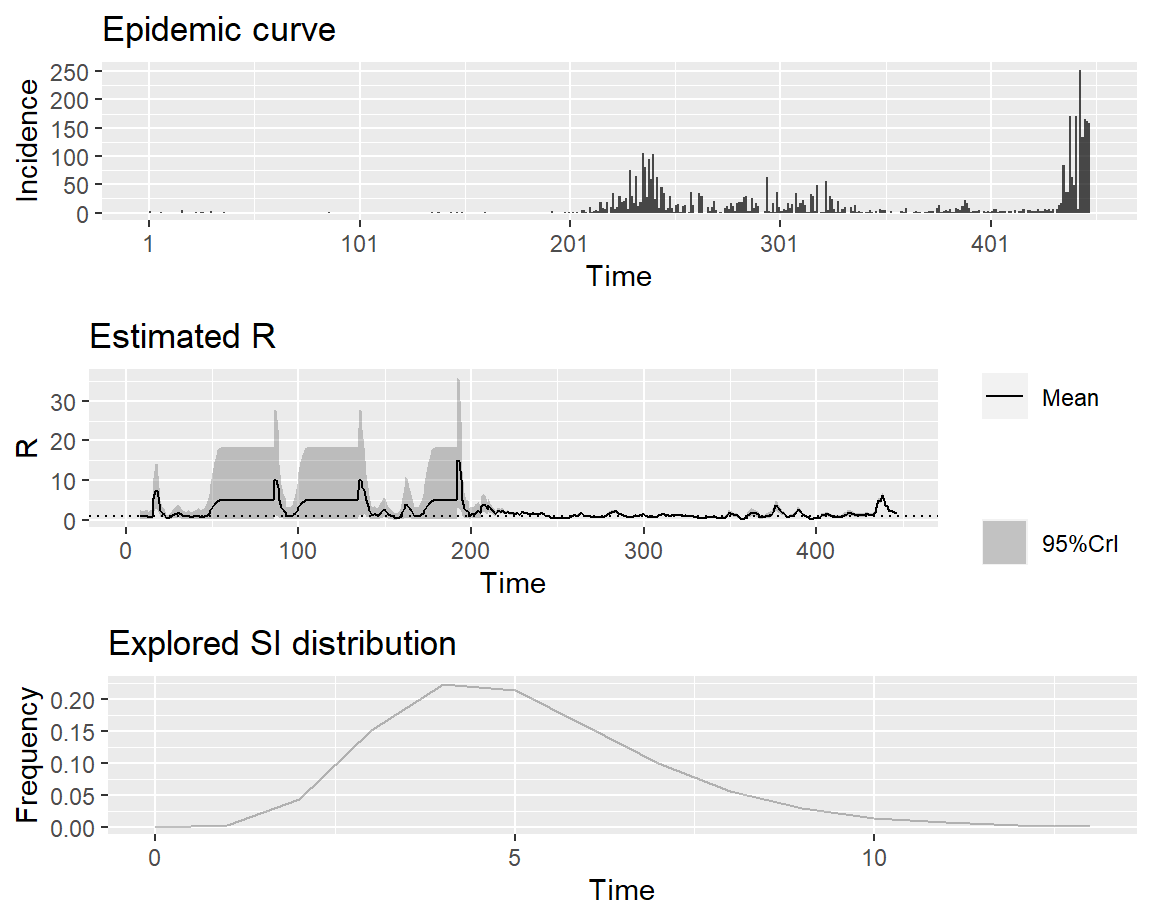 Epidemic curve
250
200
150
100
50
0
Incidence
1 101 201 301 401
Time
Estimated R
30
20
10
0
R
0 100 200 300 400
Time
Mean
95%CrI
Explored SI distribution
0.20
0.15
0.10
0.05
0.00
Frequency
0 5 10
Time